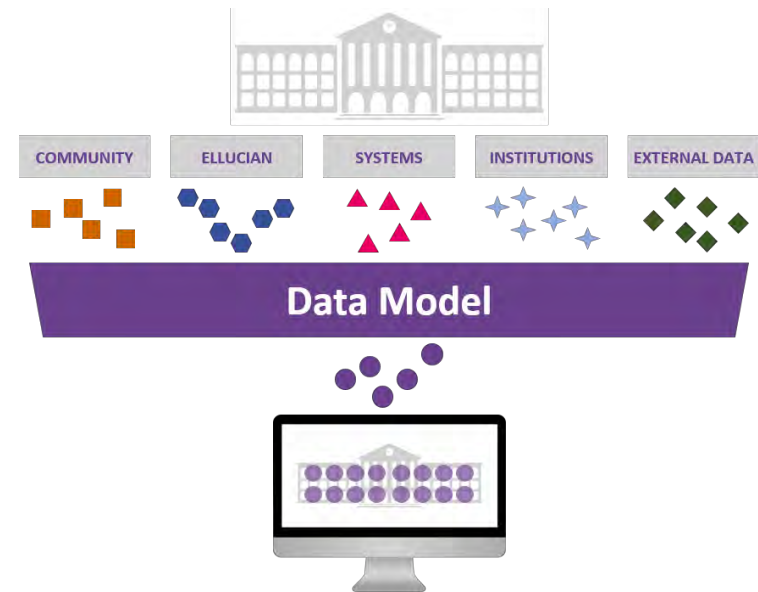 COMMUNITY
ELLUCIAN
SYSTEMS
INSTITUTIONS
EXTERNAL DATA
Data Model